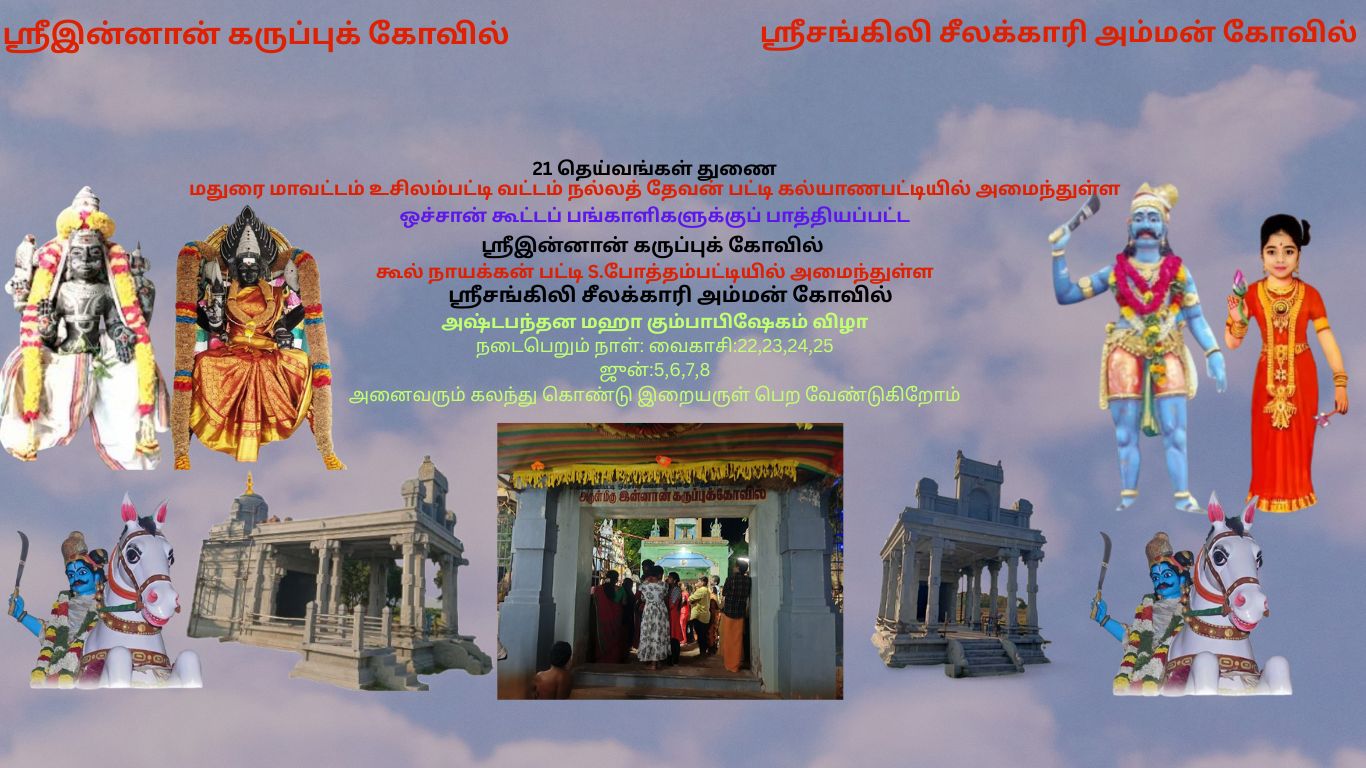 ஸ்ரீஇன்னான் கருப்புக் கோவில்
ஸ்ரீசங்கிலி சீலக்காரி அம்மன் கோவில்
21 தெய்வங்கள் துணை
மதுரை மாவட்டம் உசிலம்பட்டி வட்டம் நல்லத் தேவன் பட்டி கல்யாணபட்டியில் அமைந்துள்ள
ஒச்சான் கூட்டப் பங்காளிகளுக்குப் பாத்தியப்பட்ட
ஸ்ரீஇன்னான் கருப்புக் கோவில்
கூல் நாயக்கன் பட்டி S.போத்தம்பட்டியில் அமைந்துள்ள
ஸ்ரீசங்கிலி சீலக்காரி அம்மன் கோவில்
அஷ்டபந்தன மஹா கும்பாபிஷேகம் விழா
நடைபெறும் நாள்: வைகாசி:22,23,24,25
ஜுன்:5,6,7,8
அனைவரும் கலந்து கொண்டு இறையருள் பெற வேண்டுகிறோம்
அருள்மிகு இன்னான் கருப்புக்கோவில்